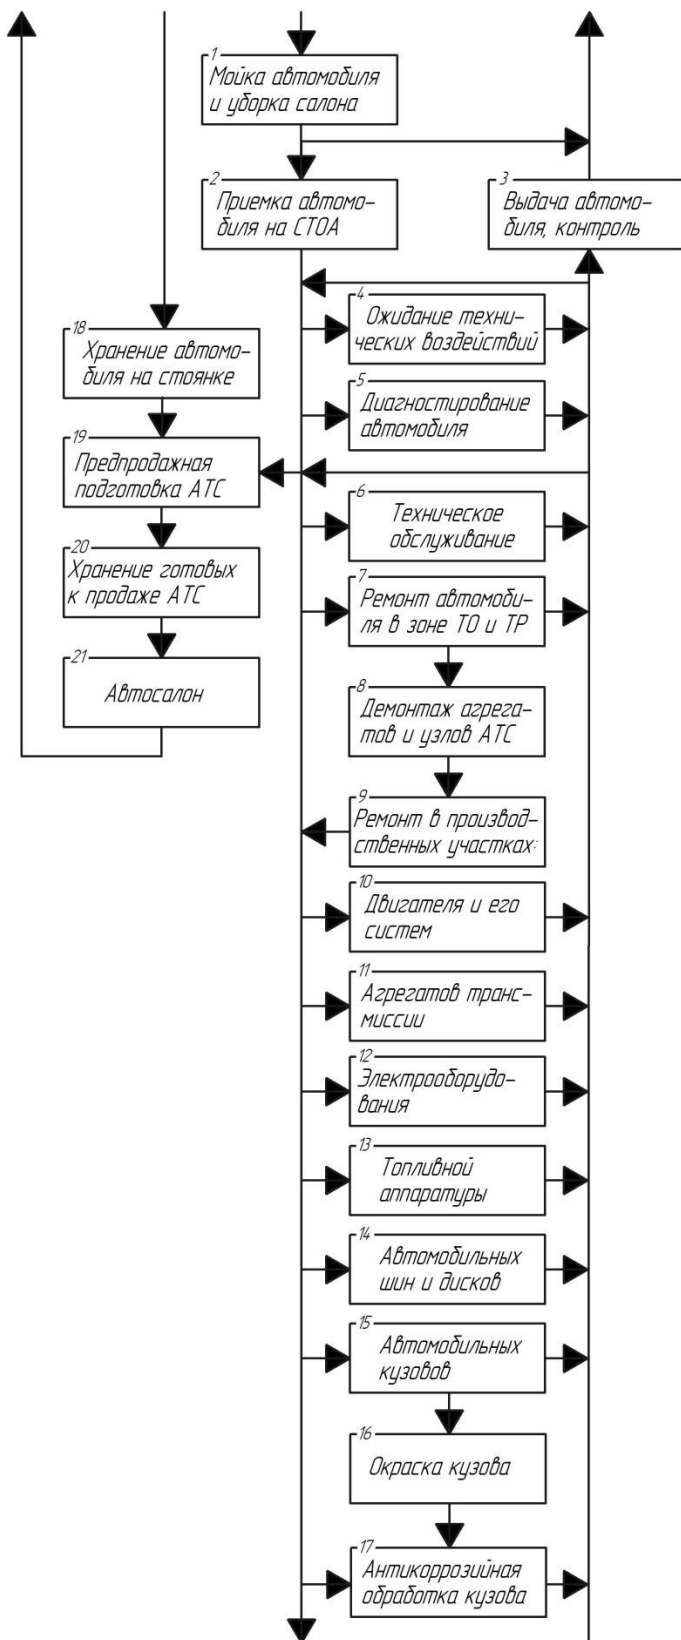 1
Мойка автомобиля
и уборка салона
2
Приемка автомо-
биля на СТОА
3
Выдача автомо-
биля, контроль
4
Ожидание техни-
ческих воздействий
18
Хранение автомо-
биля на стоянке
5
Диагностирование
автомобиля
19
Предпродажная
подготовка АТС
6
Техническое
обслуживание
20
Хранение готовых
к продаже АТС
7
Ремонт автомоби-
ля в зоне ТО и ТР
21
Автосалон
8
Демонтаж агрега-
тов и узлов АТС
9
Ремонт в производ-
ственных участках:
10
Двигателя и его
систем
11
Агрегатов транс-
миссии
12
Электрооборудо-
вания
13
Топливной
аппаратуры
14
Автомобильных
шин и дисков
15
Автомобильных
кузовов
16
Окраска кузова
17
Антикоррозийная
обработка кузова